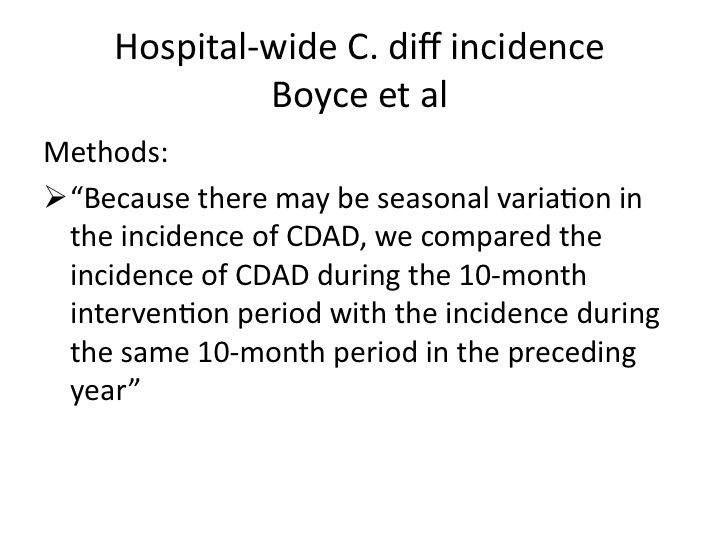 Hospital-wide C. diff incidence
Boyce et al
Methods:
➢ “Because there may be seasonal variation in
the incidence of CDAD, we compared the
incidence of CDAD during the 10-month
intervention period with the incidence during
the same 10-month period in the preceding
year”